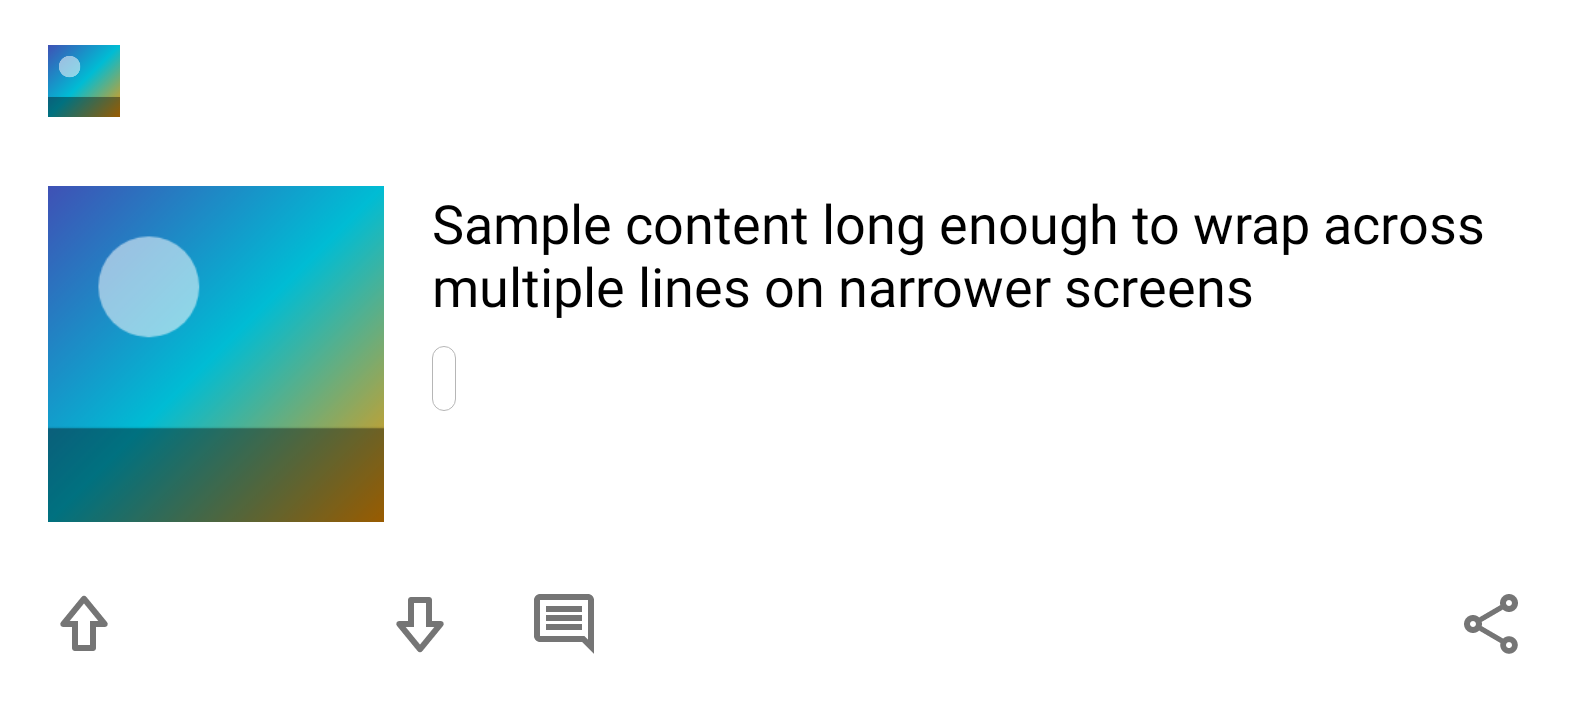 Sample content long enough to wrap across
multiple lines on narrower screens